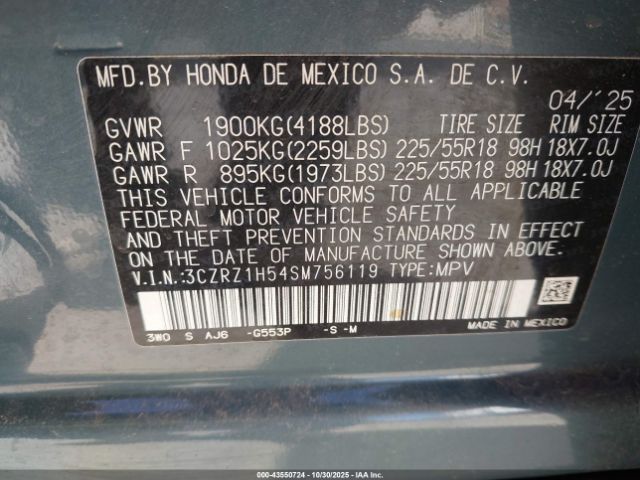 MFD. BY HONDA DE MEXICO S.A. DE C.V.
04/'25
GVWR 1900KG(4188LBS) TIRE SIZE RIM SIZE
GAWR F 1025KG(2259LBS) 225/55R18 98H 18X7.0J
GAWR R 895KG(1973LBS) 225/55R18 98H 18X7.0J
THIS VEHICLE CONFORMS TO ALL APPLICABLE
FEDERAL MOTOR VEHICLE SAFETY
AND THEFT PREVENTION STANDARDS IN EFFECT
ON THE DATE OF MANUFACTURE SHOWN ABOVE.
V.I.N.:3CZRZ1H54SM756119 TYPE:MPV
3WO S AJ6 -G553P -S -M MADE IN MEXICO
000-43550724 - 10/30/2025 - IAAI.COM